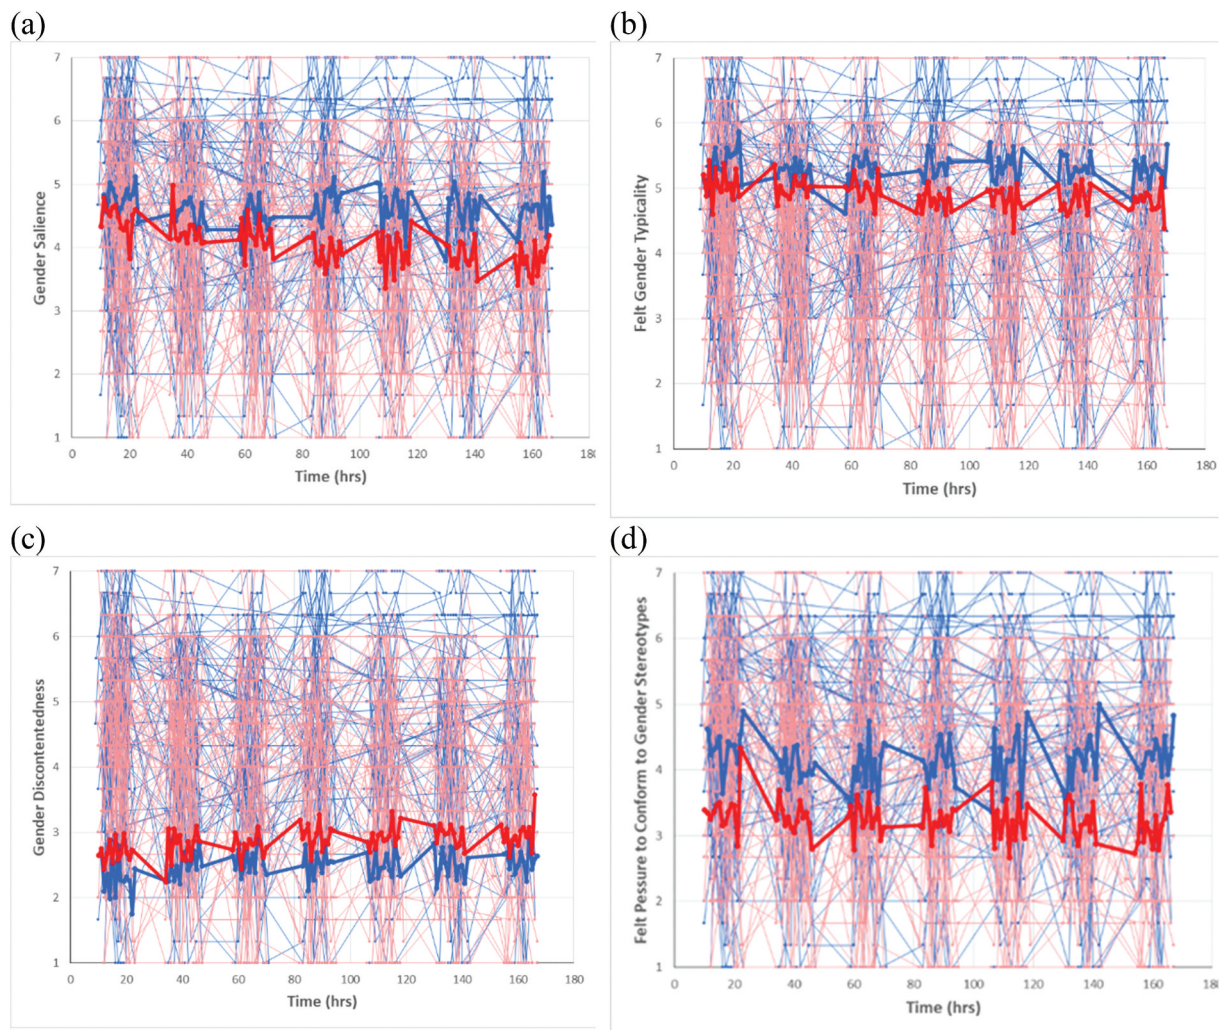 (a)
(b)
7
6
5
4
3
2
1
Gender Salience
0 20 40 60 80 100 120 140 160 180
Time (hrs)
7
6
5
4
3
2
1
Felt Gender Typicality
0 20 40 60 80 100 120 140 160 180
Time (hrs)
(c)
(d)
7
6
5
4
3
2
1
Gender Discontentedness
0 20 40 60 80 100 120 140 160 180
Time (hrs)
7
6
5
4
3
2
1
Felt Pessure to Conform to Gender Stereotypes
0 20 40 60 80 100 120 140 160 180
Time (hrs)